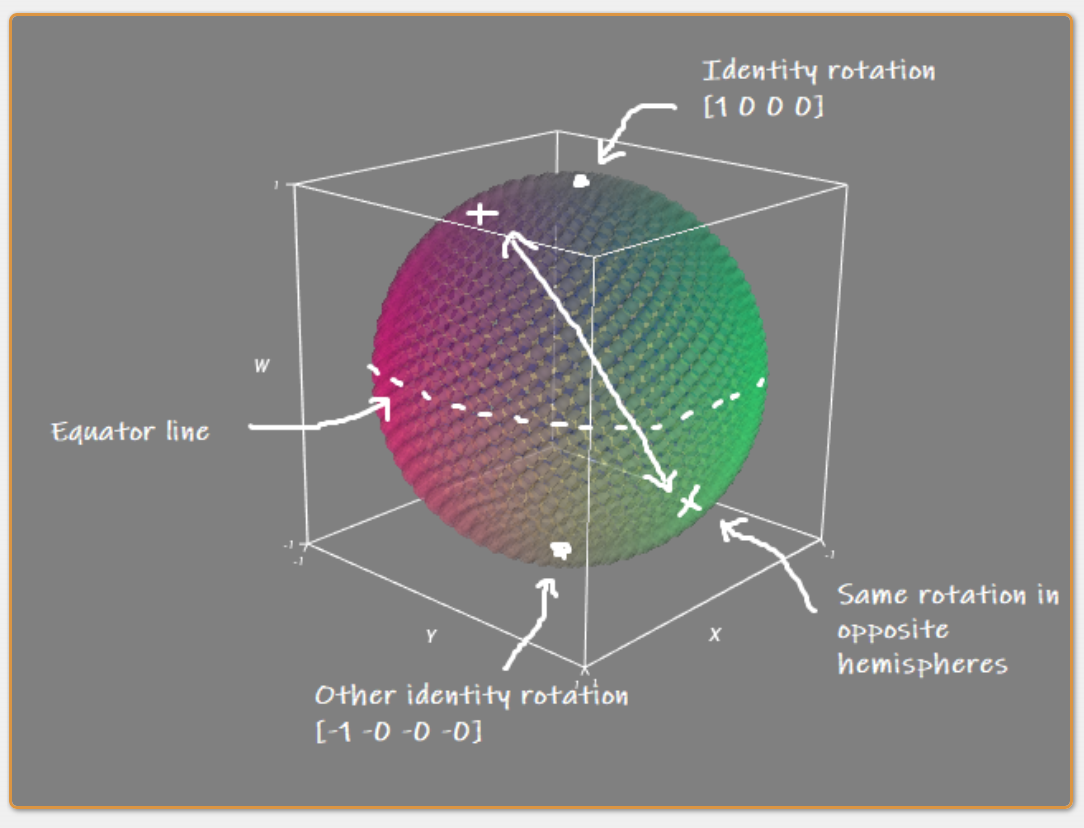 Identity rotation
[1 0 0 0]
1
W
Equator line
-1
-1
-1
Same rotation in
opposite
hemispheres
Y
X
1
1
Other identity rotation
[-1 -0 -0 -0]